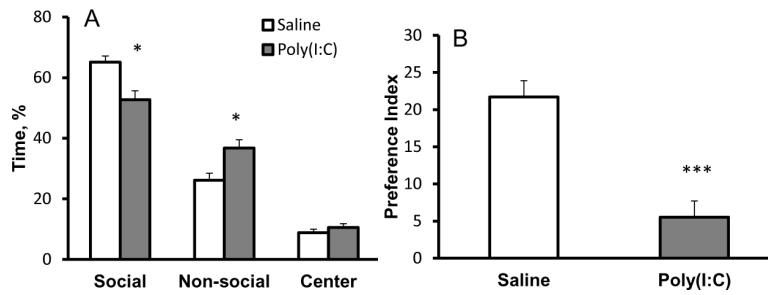 A
Saline
Poly(I:C)
Time, %
80
60
40
20
0
*
*
Social
Non-social
Center
B
Preference Index
30
25
20
15
10
5
0
***
Saline
Poly(I:C)